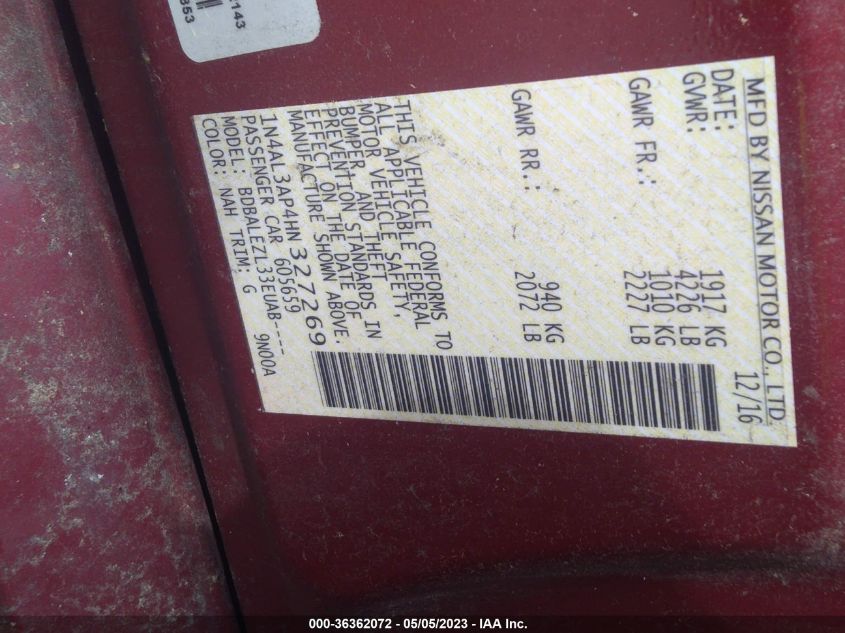 143
853
MFD BY NISSAN MOTOR CO., LTD
DATE: 12/16
GVWR: 1917 KG
4226 LB
GAWR FR.: 1010 KG
2227 LB
GAWR RR.: 940 KG
2072 LB
THIS VEHICLE CONFORMS TO
ALL APPLICABLE FEDERAL
MOTOR VEHICLE SAFETY,
BUMPER, AND THEFT
PREVENTION STANDARDS IN
EFFECT ON THE DATE OF
MANUFACTURE SHOWN ABOVE.
1N4AL3AP4HN327269
PASSENGER CAR 605659
MODEL: BDBALEZL33EUAB----
COLOR: NAH TRIM: G 9N00A
000-36362072 - 05/05/2023 - IAA Inc.